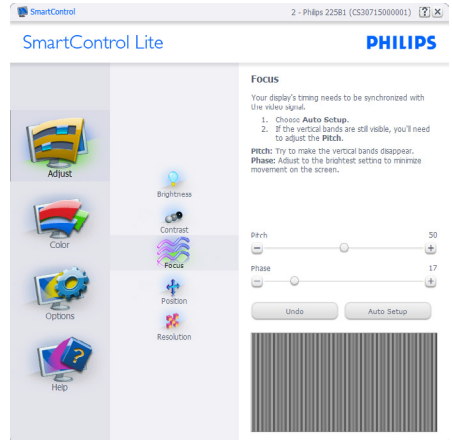 SmartControl
2 - Philips 225B1 (CS30715000001)
SmartControl Lite
PHILIPS
Adjust
Color
Options
Help
Brightness
Contrast
Focus
Position
Resolution
Focus
Your display's timing needs to be synchronized with
the video signal.
1. Choose Auto Setup.
2. If the vertical bands are still visible, you'll need
to adjust the Pitch.
Pitch: Try to make the vertical bands disappear.
Phase: Adjust to the brightest setting to minimize
movement on the screen.
Pitch 50
Phase 17
Undo
Auto Setup